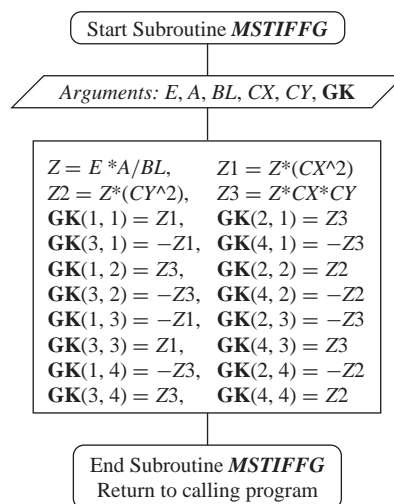 Start Subroutine MSTIFFG
Arguments: E, A, BL, CX, CY, GK
Z = E *A/BL, Z1 = Z*(CX^2)
Z2 = Z*(CY^2), Z3 = Z*CX*CY
GK(1, 1) = Z1, GK(2, 1) = Z3
GK(3, 1) = −Z1, GK(4, 1) = −Z3
GK(1, 2) = Z3, GK(2, 2) = Z2
GK(3, 2) = −Z3, GK(4, 2) = −Z2
GK(1, 3) = −Z1, GK(2, 3) = −Z3
GK(3, 3) = Z1, GK(4, 3) = Z3
GK(1, 4) = −Z3, GK(2, 4) = −Z2
GK(3, 4) = Z3, GK(4, 4) = Z2
End Subroutine MSTIFFG
Return to calling program